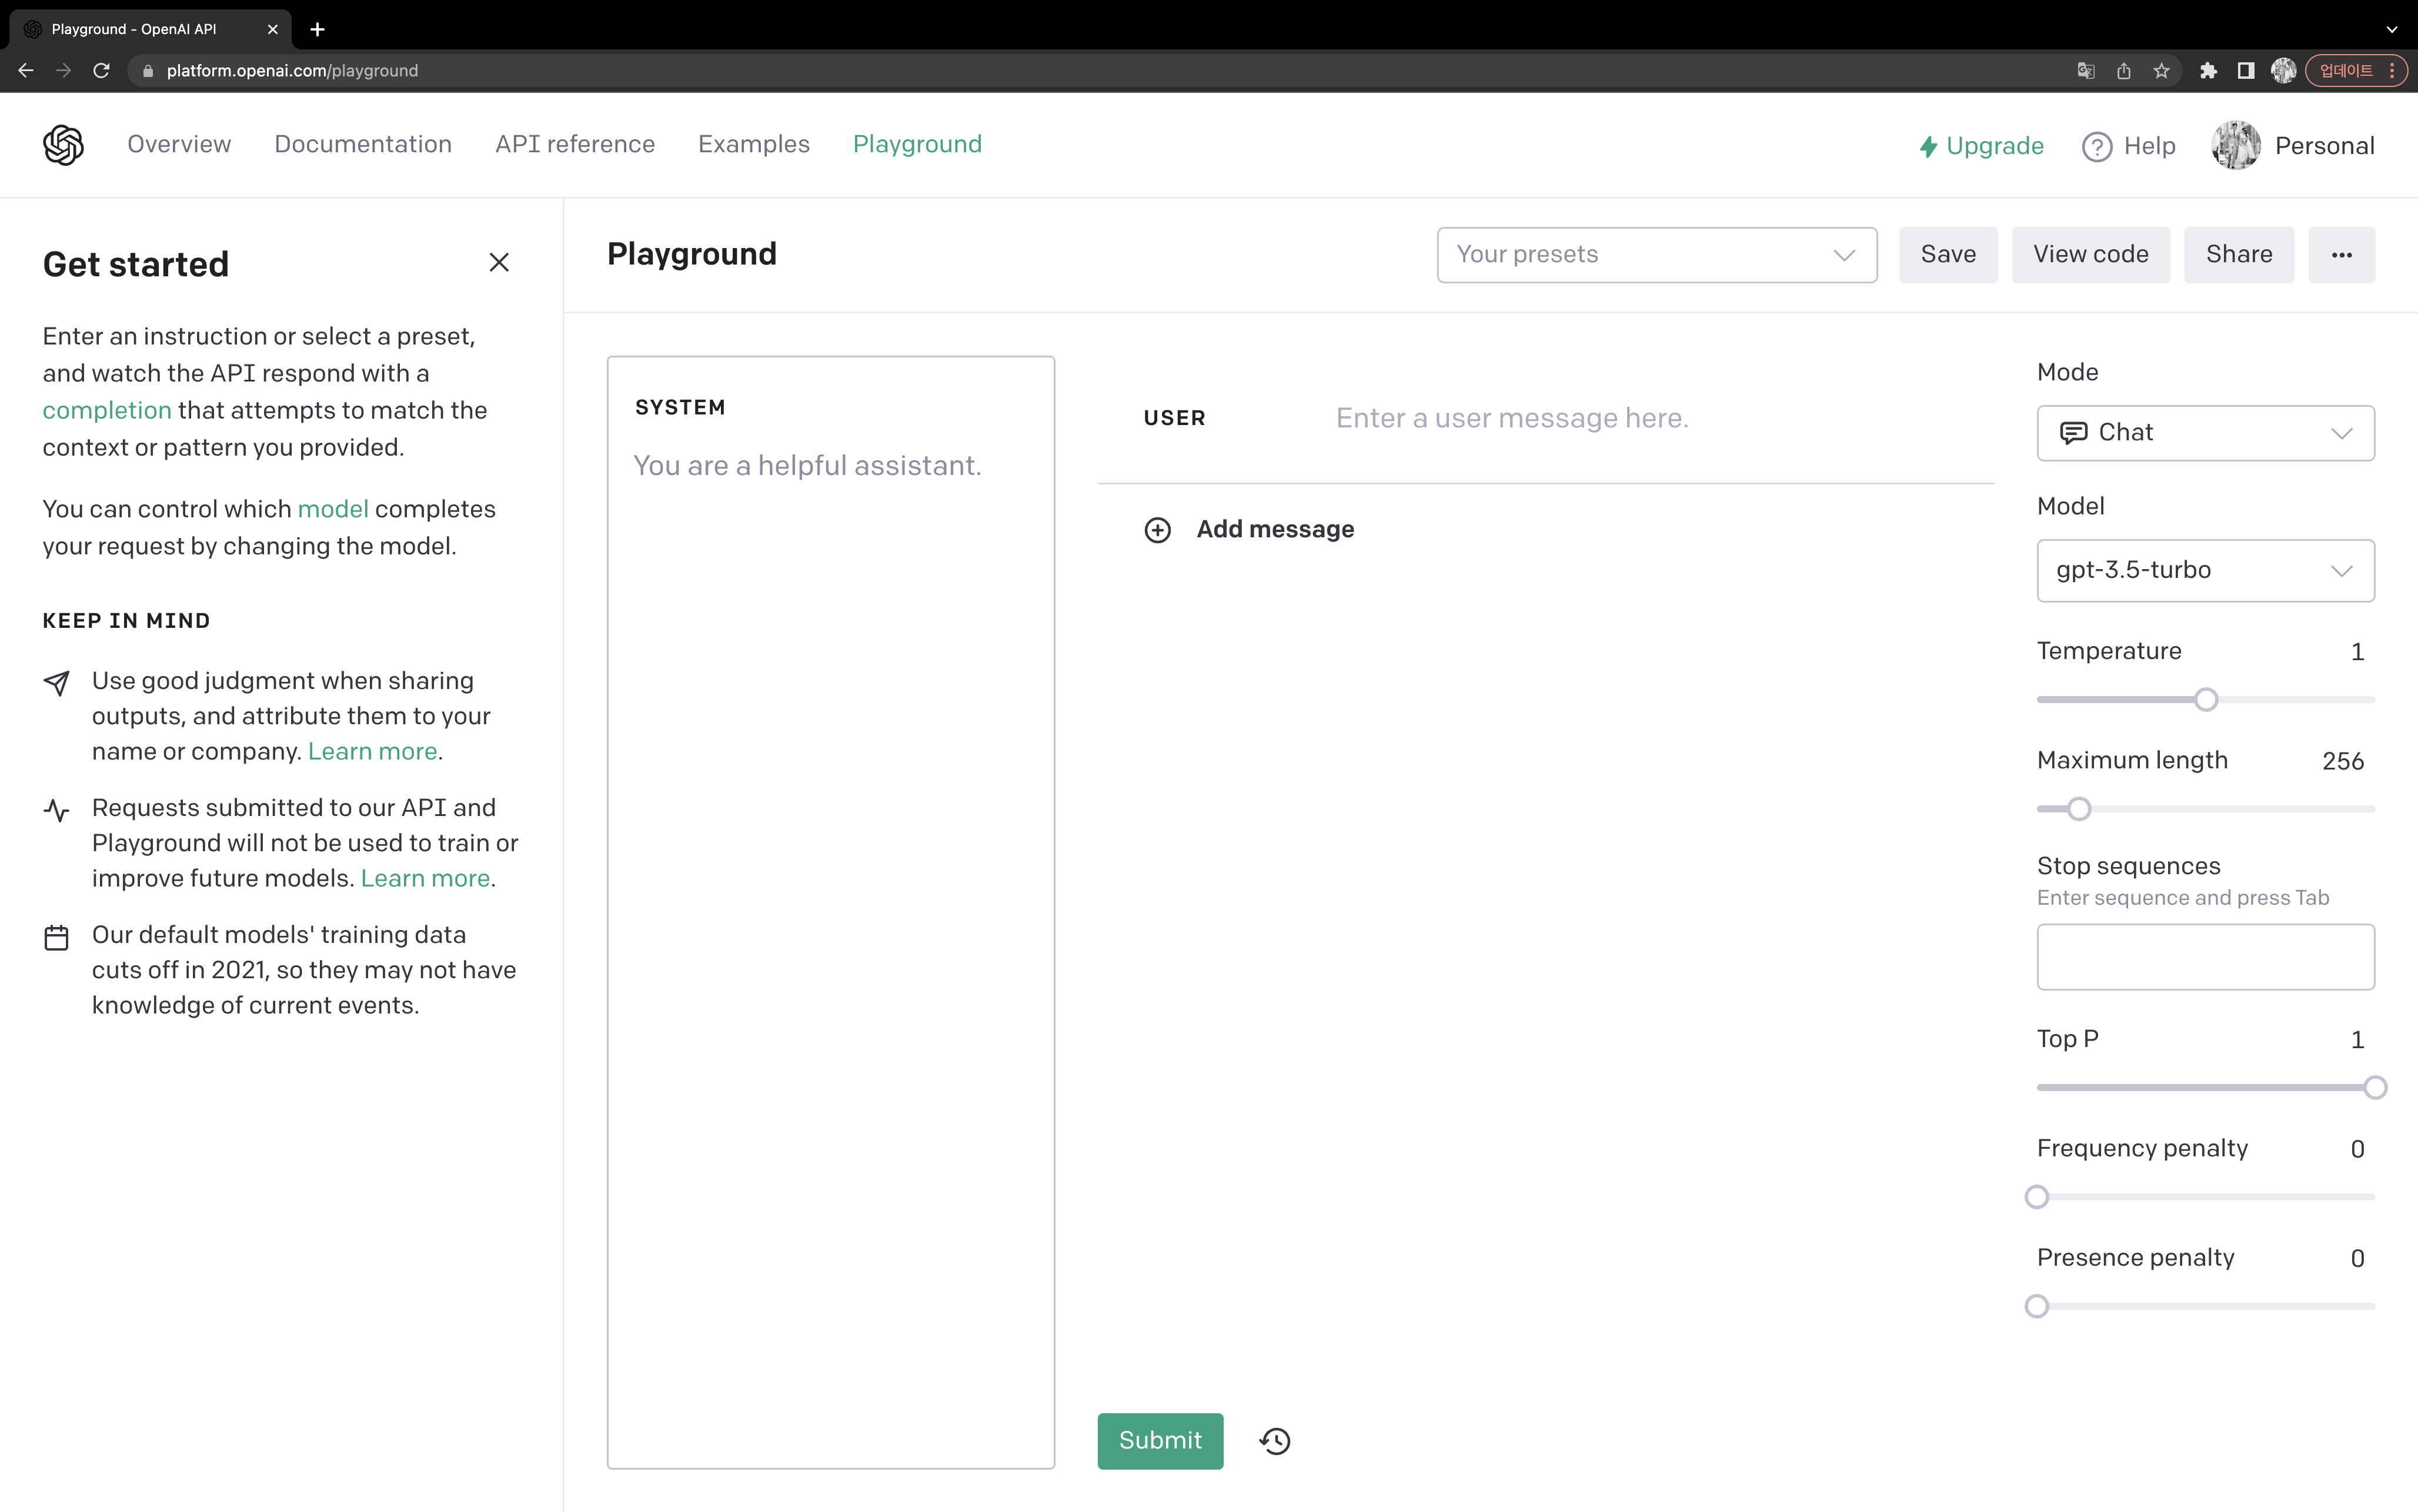 Playground - OpenAI API
platform.openai.com/playground
업데이트
Overview
Documentation
API reference
Examples
Playground
Upgrade
Help
Personal
Get started
Enter an instruction or select a preset,
and watch the API respond with a
completion that attempts to match the
context or pattern you provided.
You can control which model completes
your request by changing the model.
KEEP IN MIND
Use good judgment when sharing
outputs, and attribute them to your
name or company. Learn more.
Requests submitted to our API and
Playground will not be used to train or
improve future models. Learn more.
Our default models' training data
cuts off in 2021, so they may not have
knowledge of current events.
Playground
Your presets
Save
View code
Share
SYSTEM
You are a helpful assistant.
USER
Enter a user message here.
Add message
Submit
Mode
Chat
Model
gpt-3.5-turbo
Temperature 1
Maximum length 256
Stop sequences
Enter sequence and press Tab
Top P 1
Frequency penalty 0
Presence penalty 0